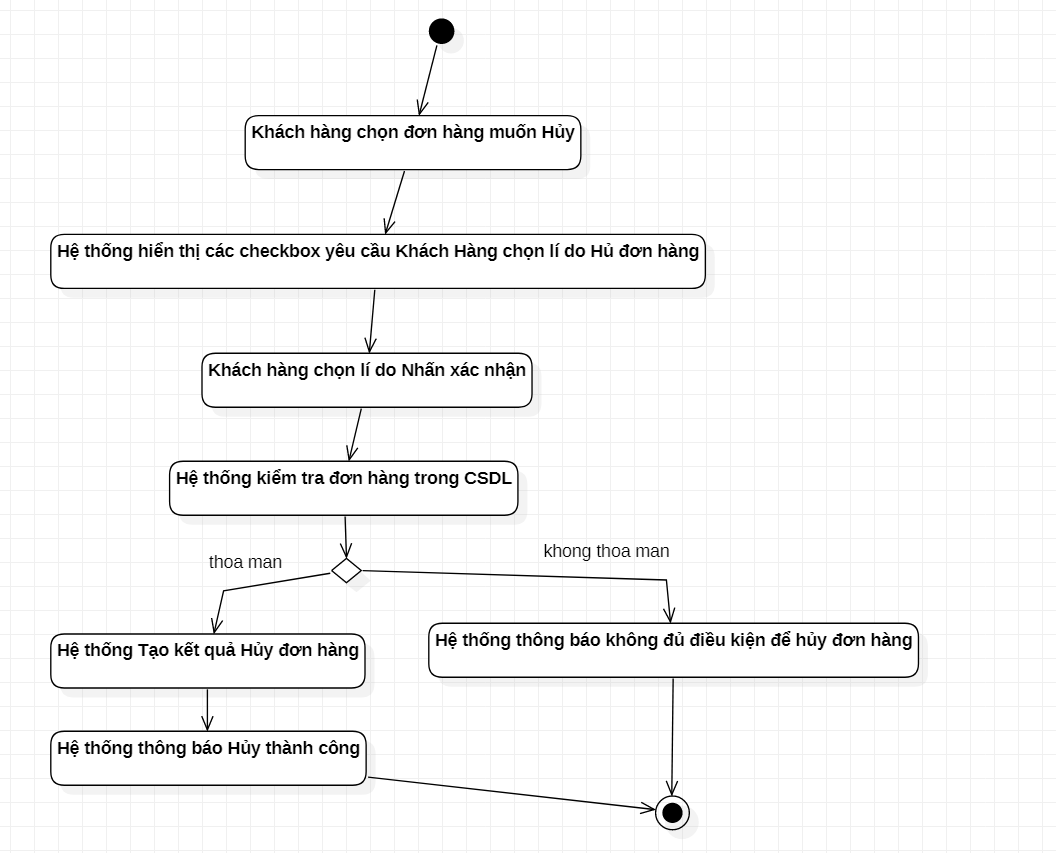 Khách hàng chọn đơn hàng muốn Hủy
Hệ thống hiển thị các checkbox yêu cầu Khách Hàng chọn lí do Hủ đơn hàng
Khách hàng chọn lí do Nhấn xác nhận
Hệ thống kiểm tra đơn hàng trong CSDL
thoa man
khong thoa man
Hệ thống Tạo kết quả Hủy đơn hàng
Hệ thống thông báo không đủ điều kiện để hủy đơn hàng
Hệ thống thông báo Hủy thành công